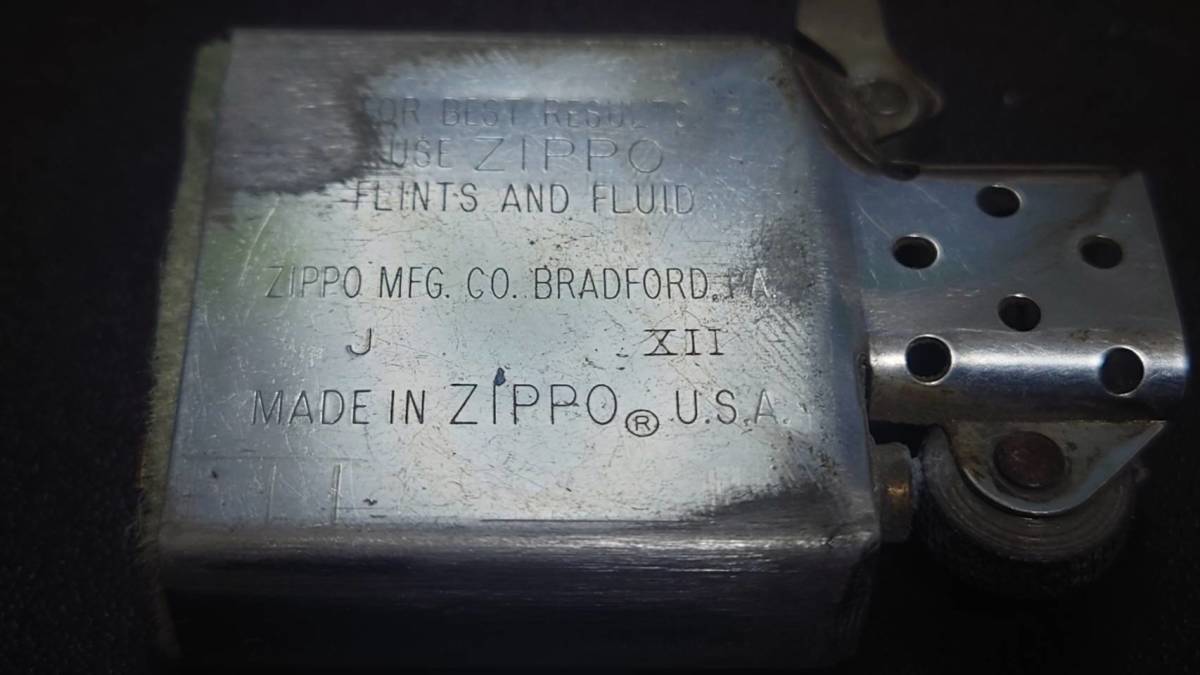 FOR BEST RESULTS
USE ZIPPO
FLINTS AND FLUID
ZIPPO MFG. CO. BRADFORD, PA.
J XII
MADE IN ZIPPO® U.S.A.